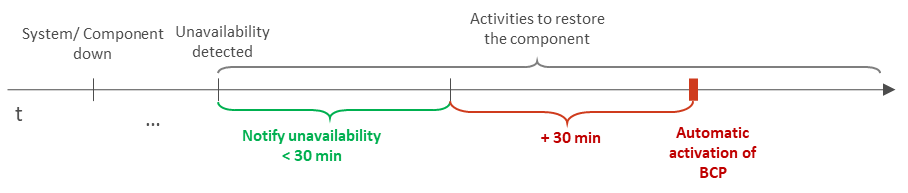 System/ Component
down
Unavailability
detected
Activities to restore
the component
t
...
Notify unavailability
< 30 min
+ 30 min
Automatic
activation of
BCP